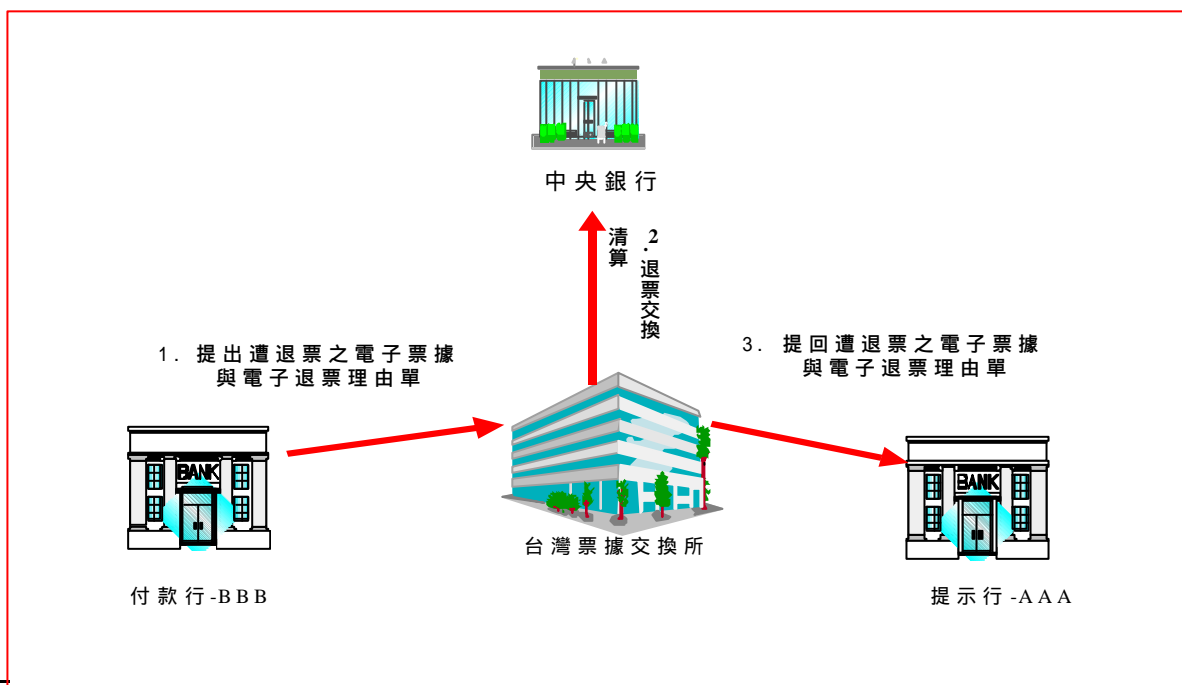 中央銀行
2.退票交換
清算
1. 提出遭退票之電子票據
與電子退票理由單
3. 提回遭退票之電子票據
與電子退票理由單
BANK
BANK
台灣票據交換所
付款行-BBB
提示行-AAA